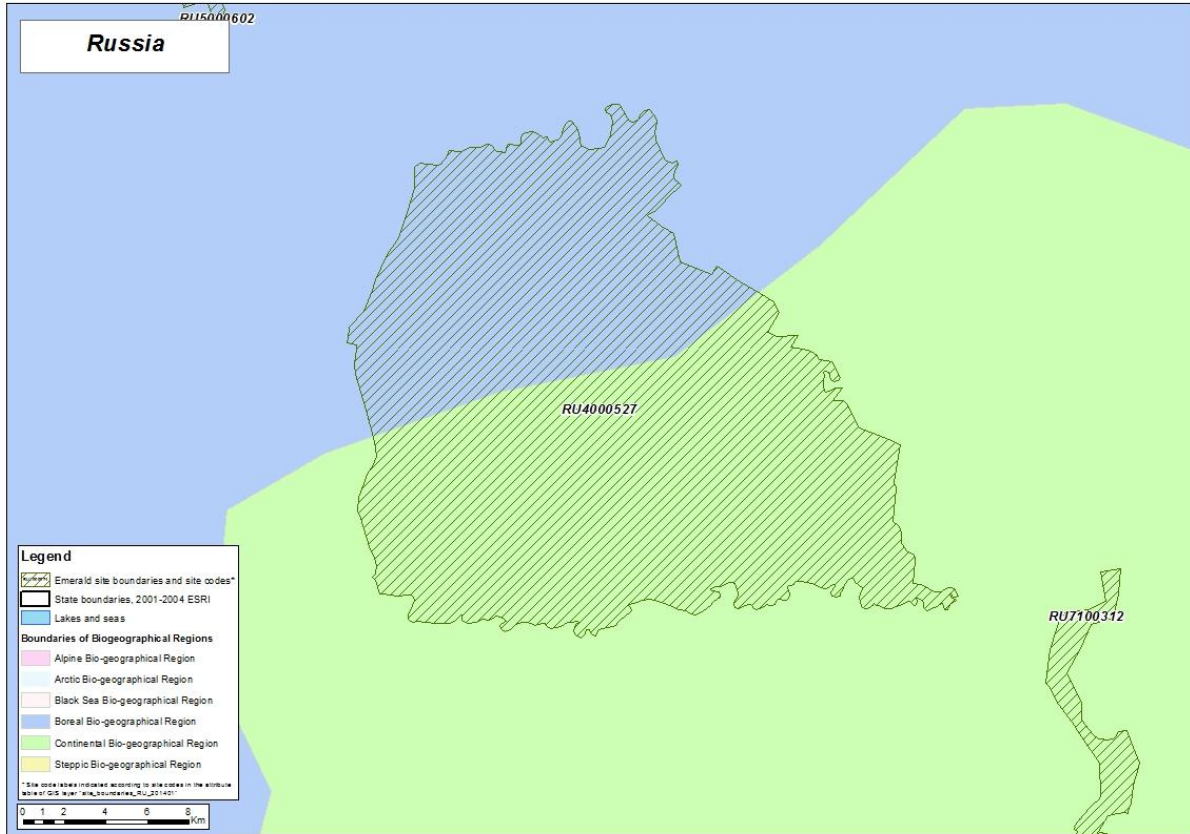 RU5000602
Russia
RU4000527
RU7100312
Legend
Emerald site boundaries and site codes*
State boundaries, 2001-2004 ESRI
Lakes and seas
Boundaries of Biogeographical Regions
Alpine Bio-geographical Region
Arctic Bio-geographical Region
Black Sea Bio-geographical Region
Boreal Bio-geographical Region
Continental Bio-geographical Region
Steppic Bio-geographical Region
* Site code labels indicated according to site codes in the attribute
table of GIS layer "site_boundaries_RU_201401"
0 1 2 4 6 8
Km